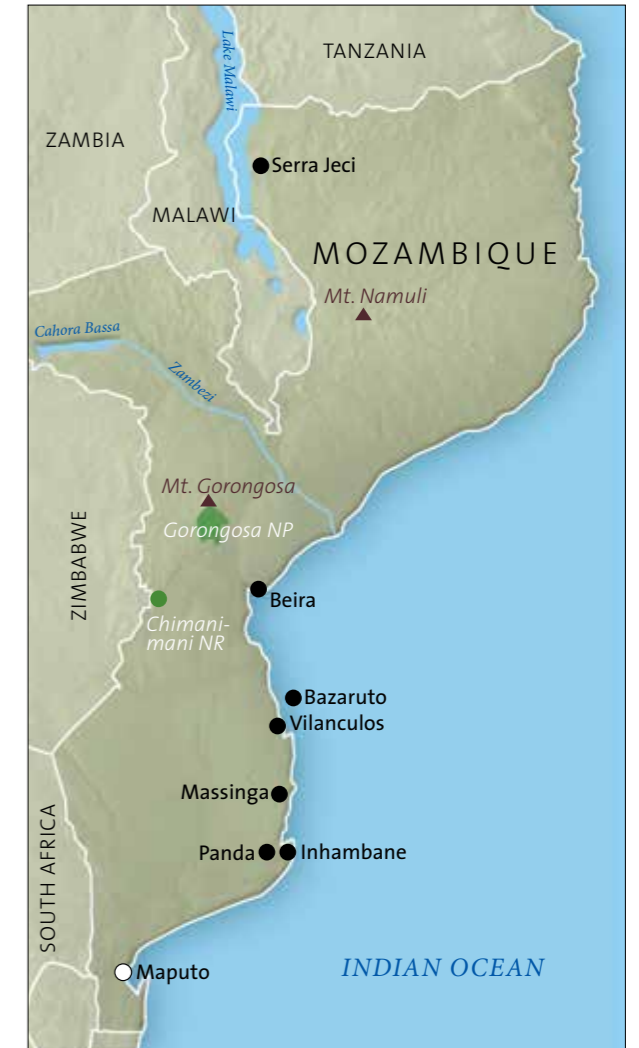 Lake Malawi
TANZANIA
ZAMBIA
Serra Jeci
MALAWI
MOZAMBIQUE
Mt. Namuli
Cahora Bassa
Zambezi
Mt. Gorongosa
Gorongosa NP
ZIMBABWE
Beira
Chimani-
mani NR
Bazaruto
Vilanculos
Massinga
SOUTH AFRICA
Panda
Inhambane
INDIAN OCEAN
Maputo